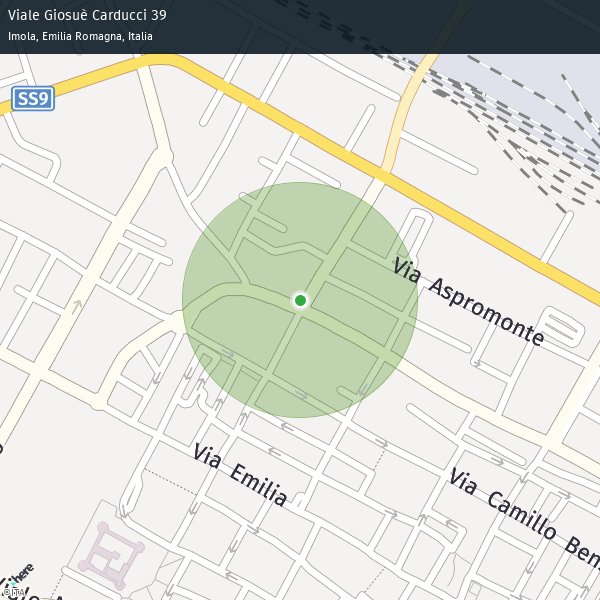 Viale Giosuè Carducci 39
Imola, Emilia Romagna, Italia
SS9
Via Aspromonte
Via Emilia
Via Camillo Ben
here